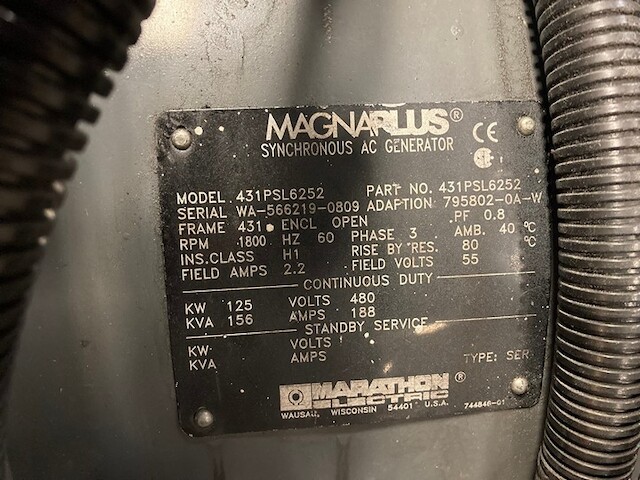 MAGNAPLUS®
CE
SYNCHRONOUS AC GENERATOR
MODEL 431PSL6252 PART NO. 431PSL6252
SERIAL WA-566219-0809 ADAPTION 795802-0A-W
FRAME 431 ENCL OPEN PF 0.8
RPM 1800 HZ 60 PHASE 3 AMB. 40 °C
INS.CLASS H1 RISE BY RES. 80 °C
FIELD AMPS 2.2 FIELD VOLTS 55
CONTINUOUS DUTY
KW 125 VOLTS 480
KVA 156 AMPS 188
STANDBY SERVICE
KW VOLTS
KVA AMPS
TYPE: SER
MARATHON ®
ELECTRIC
WAUSAU, WISCONSIN 54401 U.S.A. 744846-01